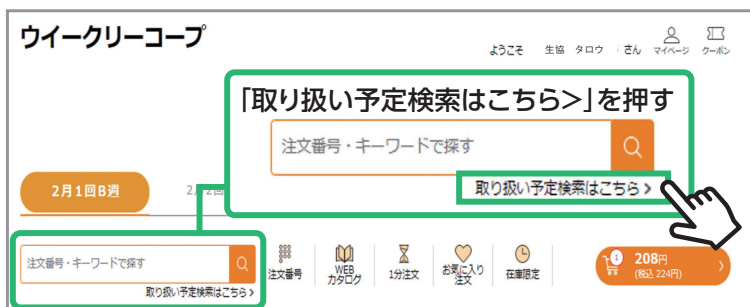 ウイークリーコープ
ようこそ 生協 タロウ さん
マイページ
クーポン
「取り扱い予定検索はこちら>」を押す
注文番号・キーワードで探す
取り扱い予定検索はこちら>
2月1回B週
注文番号・キーワードで探す
取り扱い予定検索はこちら>
注文番号
WEB
カタログ
1分注文
お気に入り
注文
在庫限定
1
208円
(税込 224円)